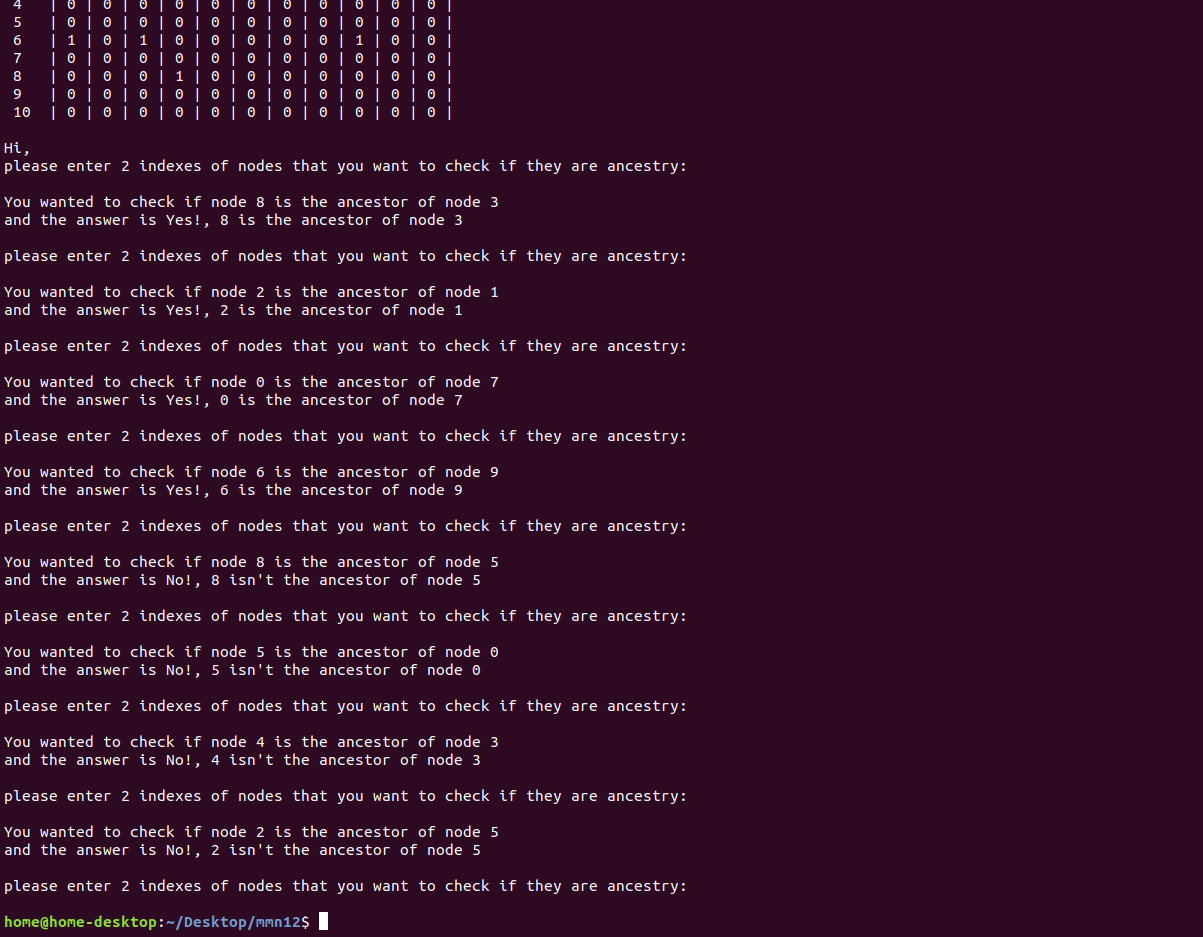 4   | 0 | 0 | 0 | 0 | 0 | 0 | 0 | 0 | 0 | 0 | 0 |
5   | 0 | 0 | 0 | 0 | 0 | 0 | 0 | 0 | 0 | 0 | 0 |
6   | 1 | 0 | 1 | 0 | 0 | 0 | 0 | 0 | 1 | 0 | 0 |
7   | 0 | 0 | 0 | 0 | 0 | 0 | 0 | 0 | 0 | 0 | 0 |
8   | 0 | 0 | 0 | 1 | 0 | 0 | 0 | 0 | 0 | 0 | 0 |
9   | 0 | 0 | 0 | 0 | 0 | 0 | 0 | 0 | 0 | 0 | 0 |
10  | 0 | 0 | 0 | 0 | 0 | 0 | 0 | 0 | 0 | 0 | 0 |
Hi,
please enter 2 indexes of nodes that you want to check if they are ancestry:
You wanted to check if node 8 is the ancestor of node 3
and the answer is Yes!, 8 is the ancestor of node 3
please enter 2 indexes of nodes that you want to check if they are ancestry:
You wanted to check if node 2 is the ancestor of node 1
and the answer is Yes!, 2 is the ancestor of node 1
please enter 2 indexes of nodes that you want to check if they are ancestry:
You wanted to check if node 0 is the ancestor of node 7
and the answer is Yes!, 0 is the ancestor of node 7
please enter 2 indexes of nodes that you want to check if they are ancestry:
You wanted to check if node 6 is the ancestor of node 9
and the answer is Yes!, 6 is the ancestor of node 9
please enter 2 indexes of nodes that you want to check if they are ancestry:
You wanted to check if node 8 is the ancestor of node 5
and the answer is No!, 8 isn't the ancestor of node 5
please enter 2 indexes of nodes that you want to check if they are ancestry:
You wanted to check if node 5 is the ancestor of node 0
and the answer is No!, 5 isn't the ancestor of node 0
please enter 2 indexes of nodes that you want to check if they are ancestry:
You wanted to check if node 4 is the ancestor of node 3
and the answer is No!, 4 isn't the ancestor of node 3
please enter 2 indexes of nodes that you want to check if they are ancestry:
You wanted to check if node 2 is the ancestor of node 5
and the answer is No!, 2 isn't the ancestor of node 5
please enter 2 indexes of nodes that you want to check if they are ancestry:
home@home-desktop:~/Desktop/mmn12$